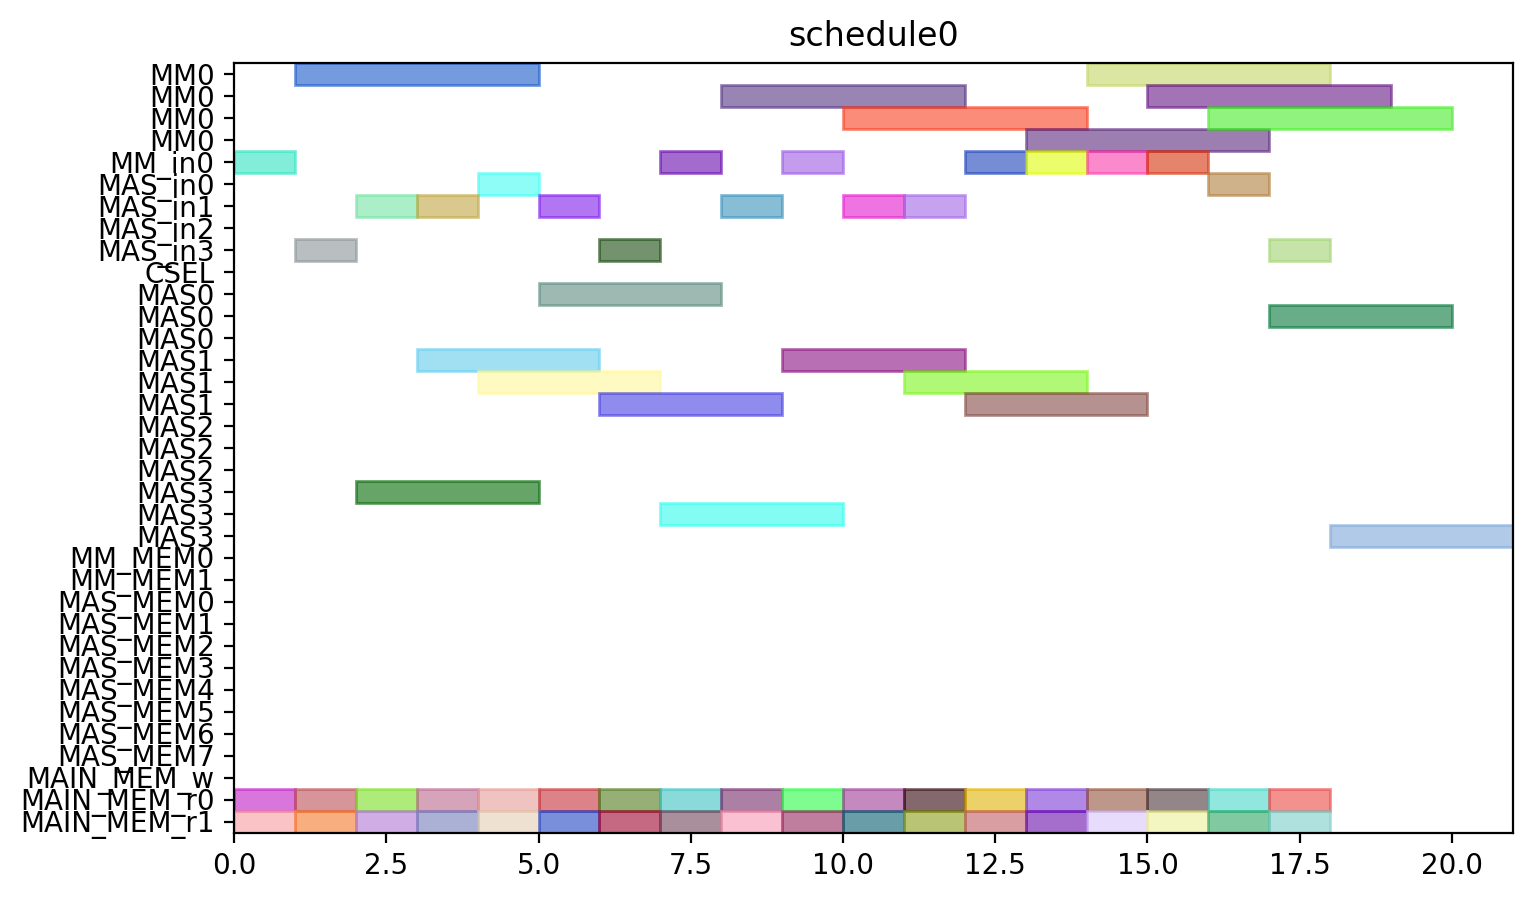 schedule0
MM0
MM0
MM0
MM0
MM_in0
MAS_in0
MAS_in1
MAS_in2
MAS_in3
CSEL
MAS0
MAS0
MAS0
MAS1
MAS1
MAS1
MAS2
MAS2
MAS2
MAS3
MAS3
MAS3
MM_MEM0
MM_MEM1
MAS_MEM0
MAS_MEM1
MAS_MEM2
MAS_MEM3
MAS_MEM4
MAS_MEM5
MAS_MEM6
MAS_MEM7
MAIN_MEM_w
MAIN_MEM_r0
MAIN_MEM_r1
0.0 2.5 5.0 7.5 10.0 12.5 15.0 17.5 20.0